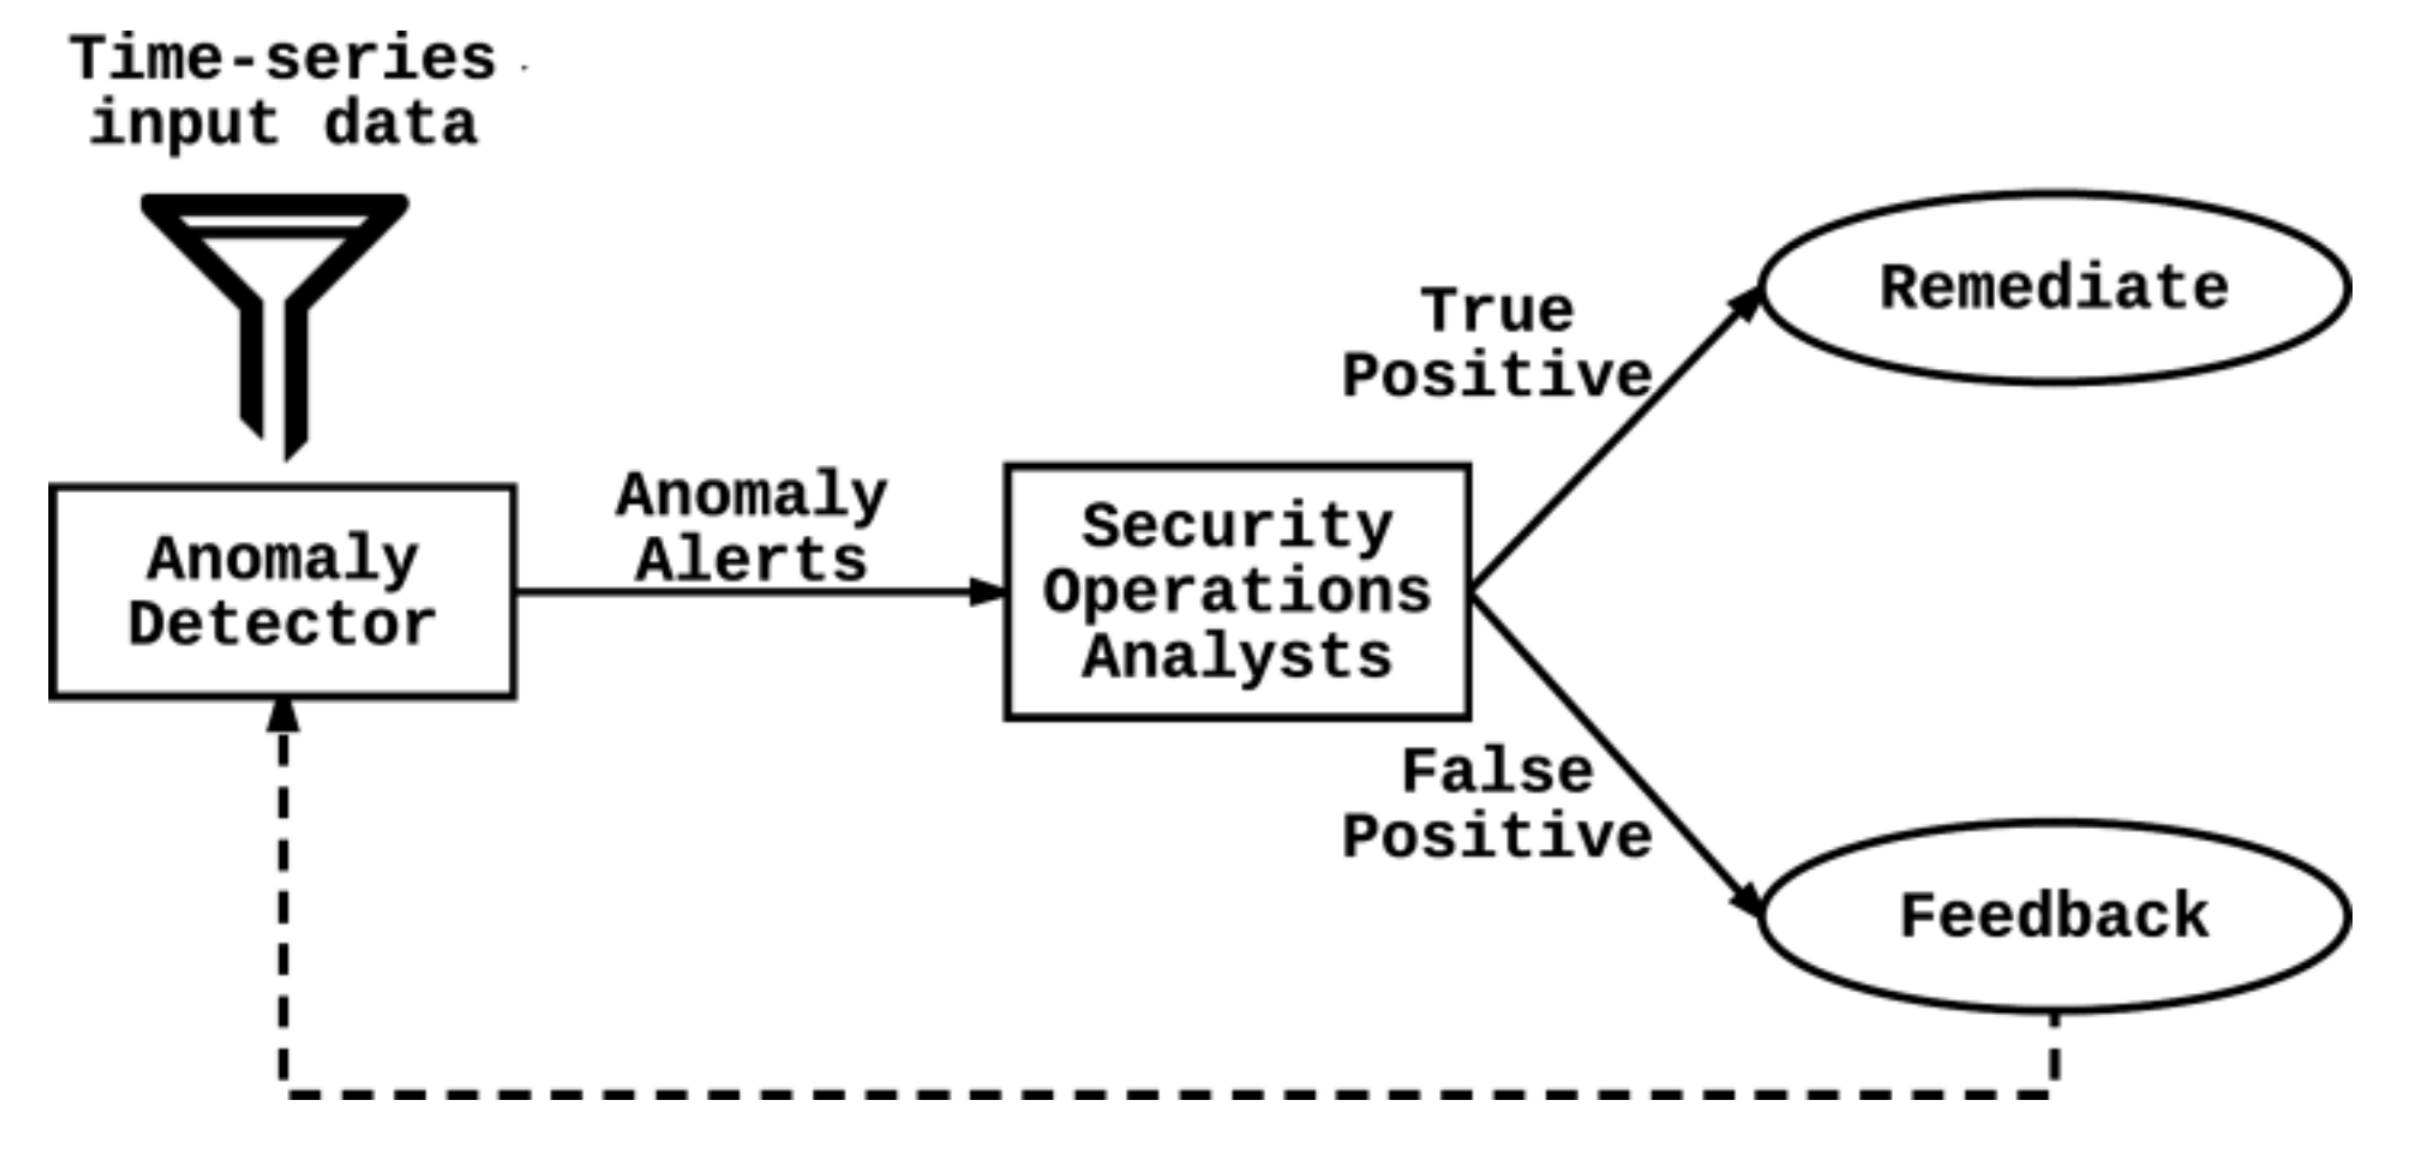 Time-series
input data
Anomaly
Detector
Anomaly
Alerts
Security
Operations
Analysts
True
Positive
Remediate
False
Positive
Feedback